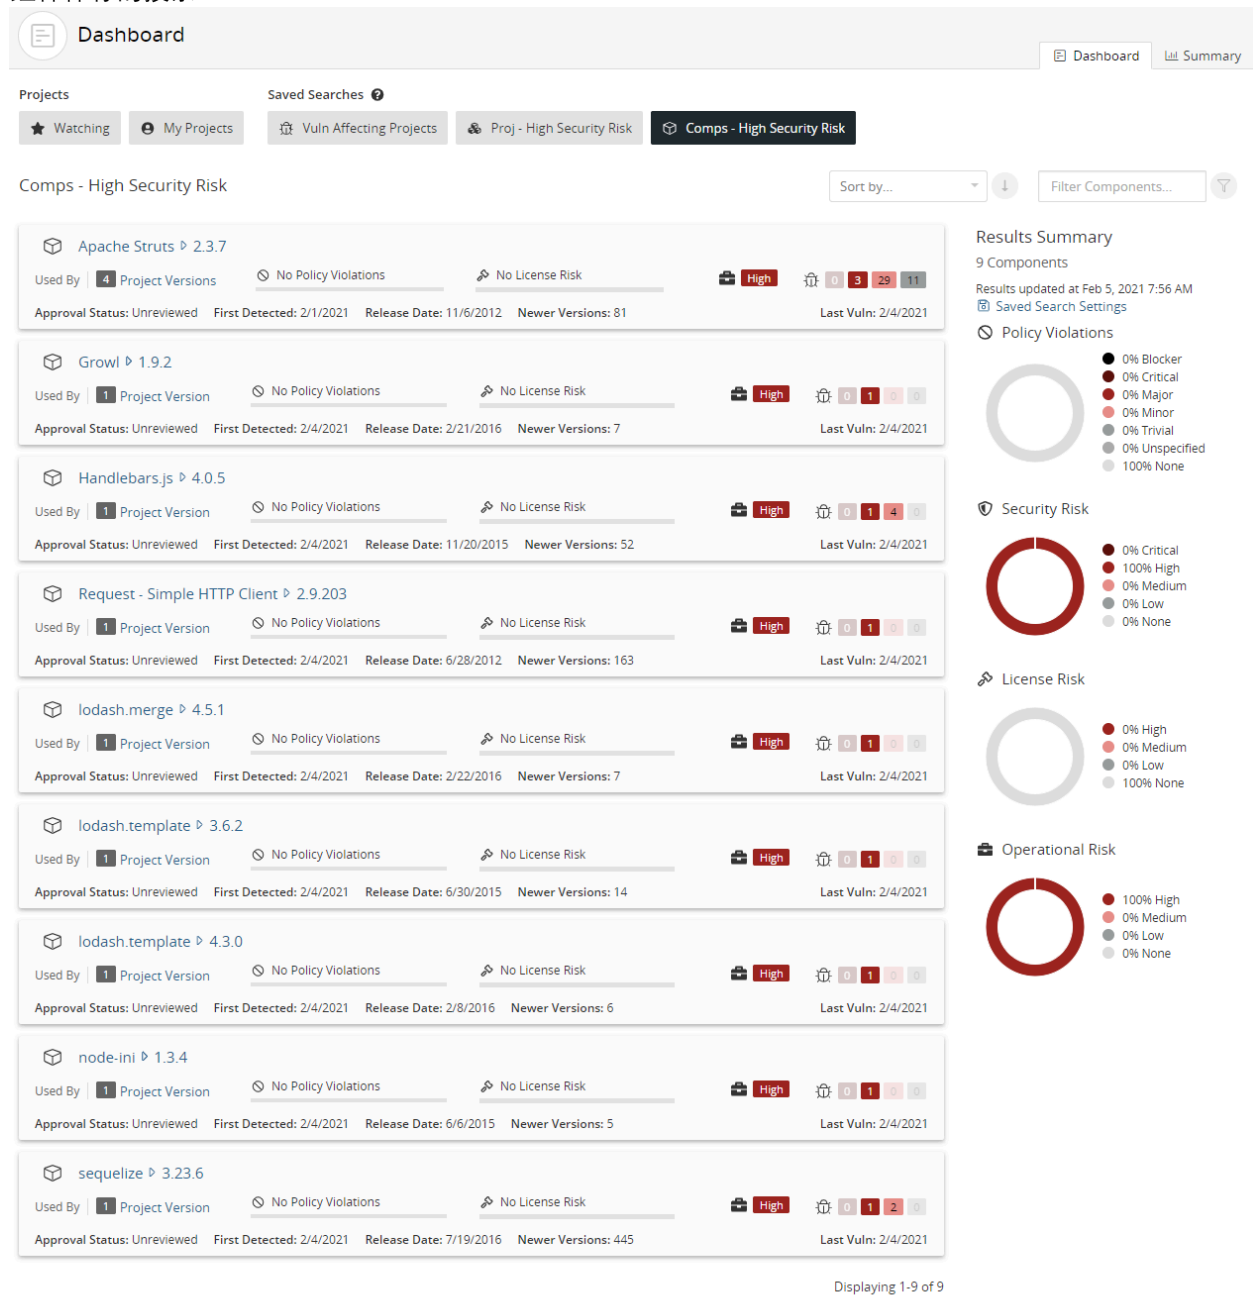 Dashboard
Dashboard
Summary
Projects
Saved Searches
Watching
My Projects
Vuln Affecting Projects
Proj - High Security Risk
Comps - High Security Risk
Comps - High Security Risk
Sort by...
Filter Components...
Apache Struts 2.3.7
Used By 4 Project Versions No Policy Violations No License Risk High 0 3 29 11
Approval Status: Unreviewed First Detected: 2/1/2021 Release Date: 11/6/2012 Newer Versions: 81 Last Vuln: 2/4/2021
Growl 1.9.2
Used By 1 Project Version No Policy Violations No License Risk High 0 1 0 0
Approval Status: Unreviewed First Detected: 2/4/2021 Release Date: 2/21/2016 Newer Versions: 7 Last Vuln: 2/4/2021
Handlebars.js 4.0.5
Used By 1 Project Version No Policy Violations No License Risk High 0 1 4 0
Approval Status: Unreviewed First Detected: 2/4/2021 Release Date: 11/20/2015 Newer Versions: 52 Last Vuln: 2/4/2021
Request - Simple HTTP Client 2.9.203
Used By 1 Project Version No Policy Violations No License Risk High 0 1 0 0
Approval Status: Unreviewed First Detected: 2/4/2021 Release Date: 6/28/2012 Newer Versions: 163 Last Vuln: 2/4/2021
lodash.merge 4.5.1
Used By 1 Project Version No Policy Violations No License Risk High 0 1 0 0
Approval Status: Unreviewed First Detected: 2/4/2021 Release Date: 2/22/2016 Newer Versions: 7 Last Vuln: 2/4/2021
lodash.template 3.6.2
Used By 1 Project Version No Policy Violations No License Risk High 0 1 0 0
Approval Status: Unreviewed First Detected: 2/4/2021 Release Date: 6/30/2015 Newer Versions: 14 Last Vuln: 2/4/2021
lodash.template 4.3.0
Used By 1 Project Version No Policy Violations No License Risk High 0 1 0 0
Approval Status: Unreviewed First Detected: 2/4/2021 Release Date: 2/8/2016 Newer Versions: 6 Last Vuln: 2/4/2021
node-ini 1.3.4
Used By 1 Project Version No Policy Violations No License Risk High 0 1 0 0
Approval Status: Unreviewed First Detected: 2/4/2021 Release Date: 6/6/2015 Newer Versions: 5 Last Vuln: 2/4/2021
sequelize 3.23.6
Used By 1 Project Version No Policy Violations No License Risk High 0 1 2 0
Approval Status: Unreviewed First Detected: 2/4/2021 Release Date: 7/19/2016 Newer Versions: 445 Last Vuln: 2/4/2021
Displaying 1-9 of 9
Results Summary
9 Components
Results updated at Feb 5, 2021 7:56 AM
Saved Search Settings
Policy Violations
0% Blocker
0% Critical
0% Major
0% Minor
0% Trivial
0% Unspecified
100% None
Security Risk
0% Critical
100% High
0% Medium
0% Low
0% None
License Risk
0% High
0% Medium
0% Low
100% None
Operational Risk
100% High
0% Medium
0% Low
0% None